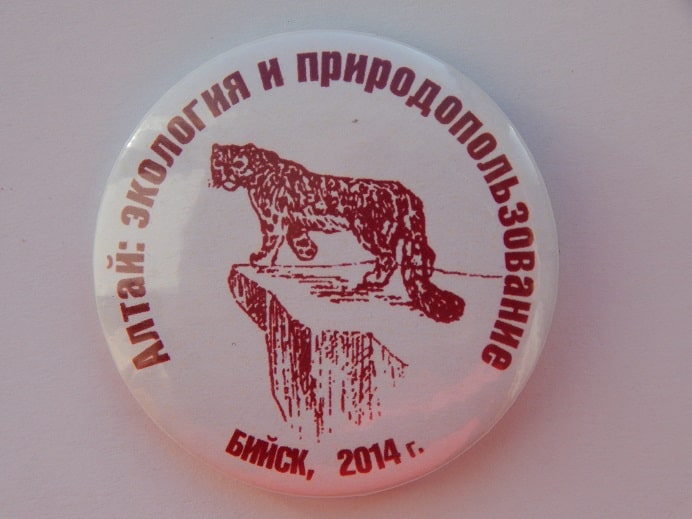 Алтай: экология и природопользование
БИЙСК, 2014 г.